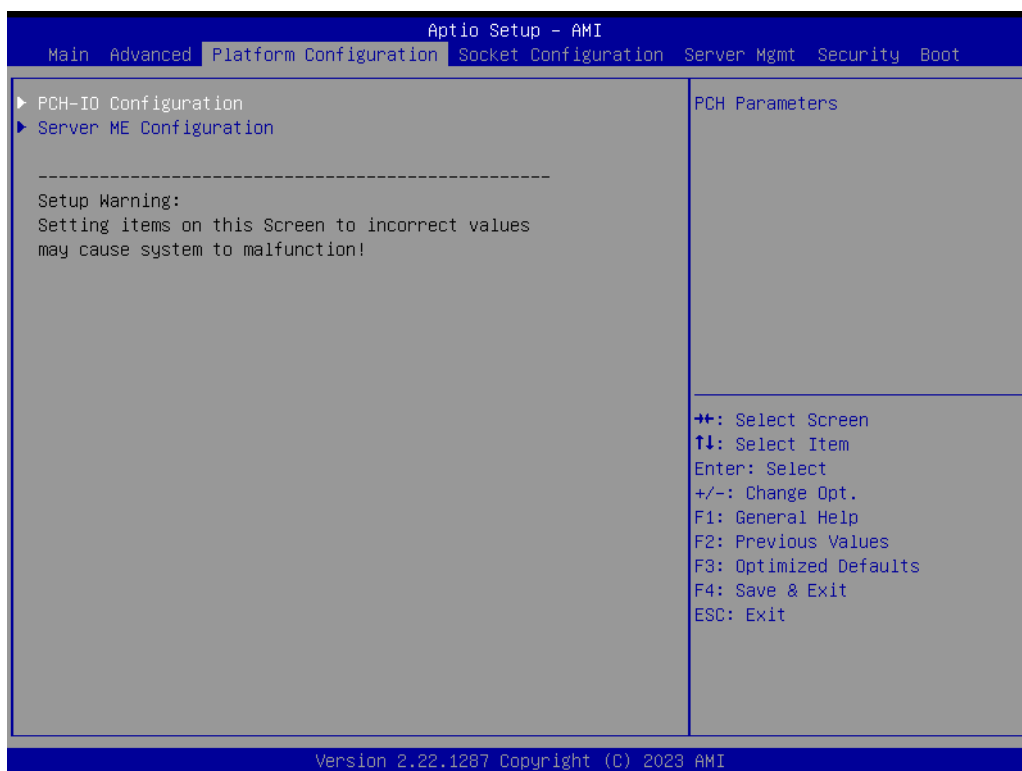 Aptio Setup – AMI
Main Advanced Platform Configuration Socket Configuration Server Mgmt Security Boot
PCH-IO Configuration
Server ME Configuration
--------------------------------------------------
Setup Warning:
Setting items on this Screen to incorrect values
may cause system to malfunction!
PCH Parameters
→←: Select Screen
↑↓: Select Item
Enter: Select
+/-: Change Opt.
F1: General Help
F2: Previous Values
F3: Optimized Defaults
F4: Save & Exit
ESC: Exit
Version 2.22.1287 Copyright (C) 2023 AMI